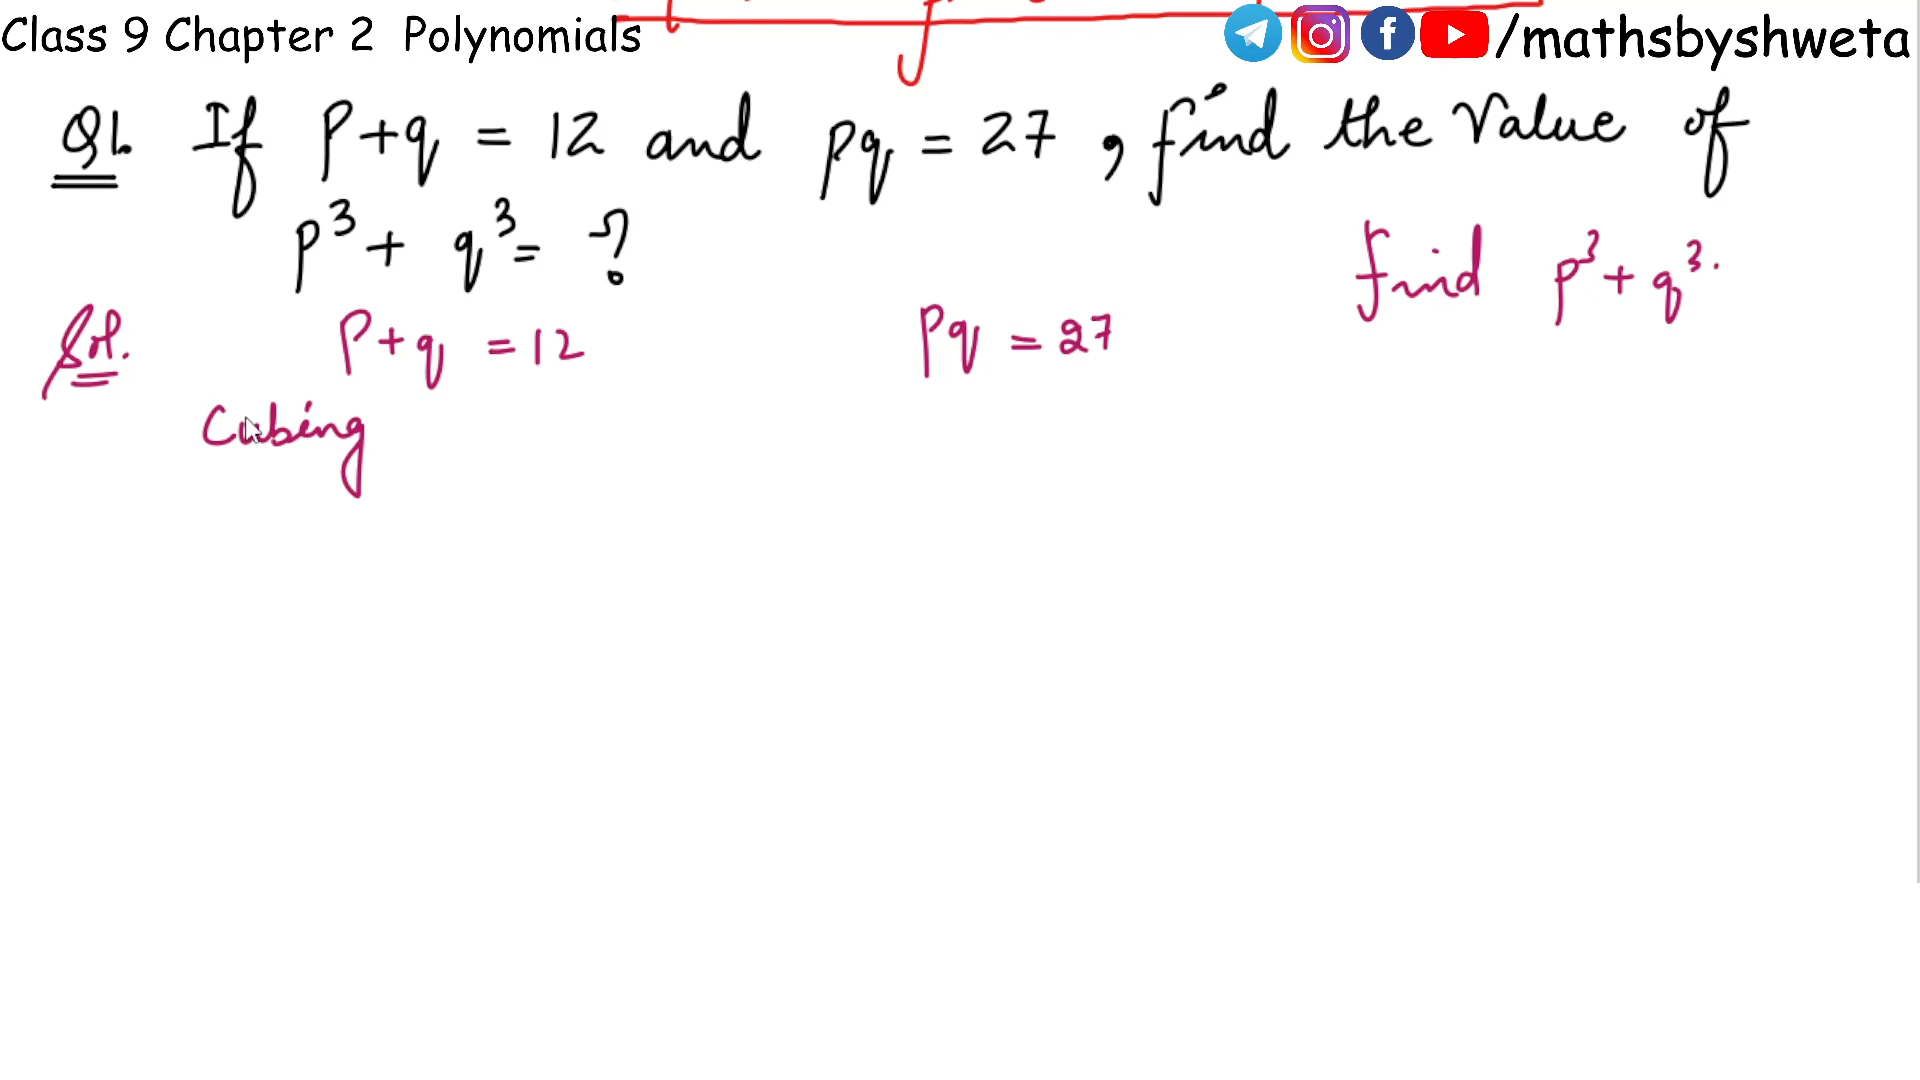 Class 9 Chapter 2 Polynomials
/mathsbyshweta
Q1. If p+q = 12 and pq = 27, find the value of
p³ + q³ = ?
find p³ + q³.
Sol. p+q = 12 pq = 27
Cubing